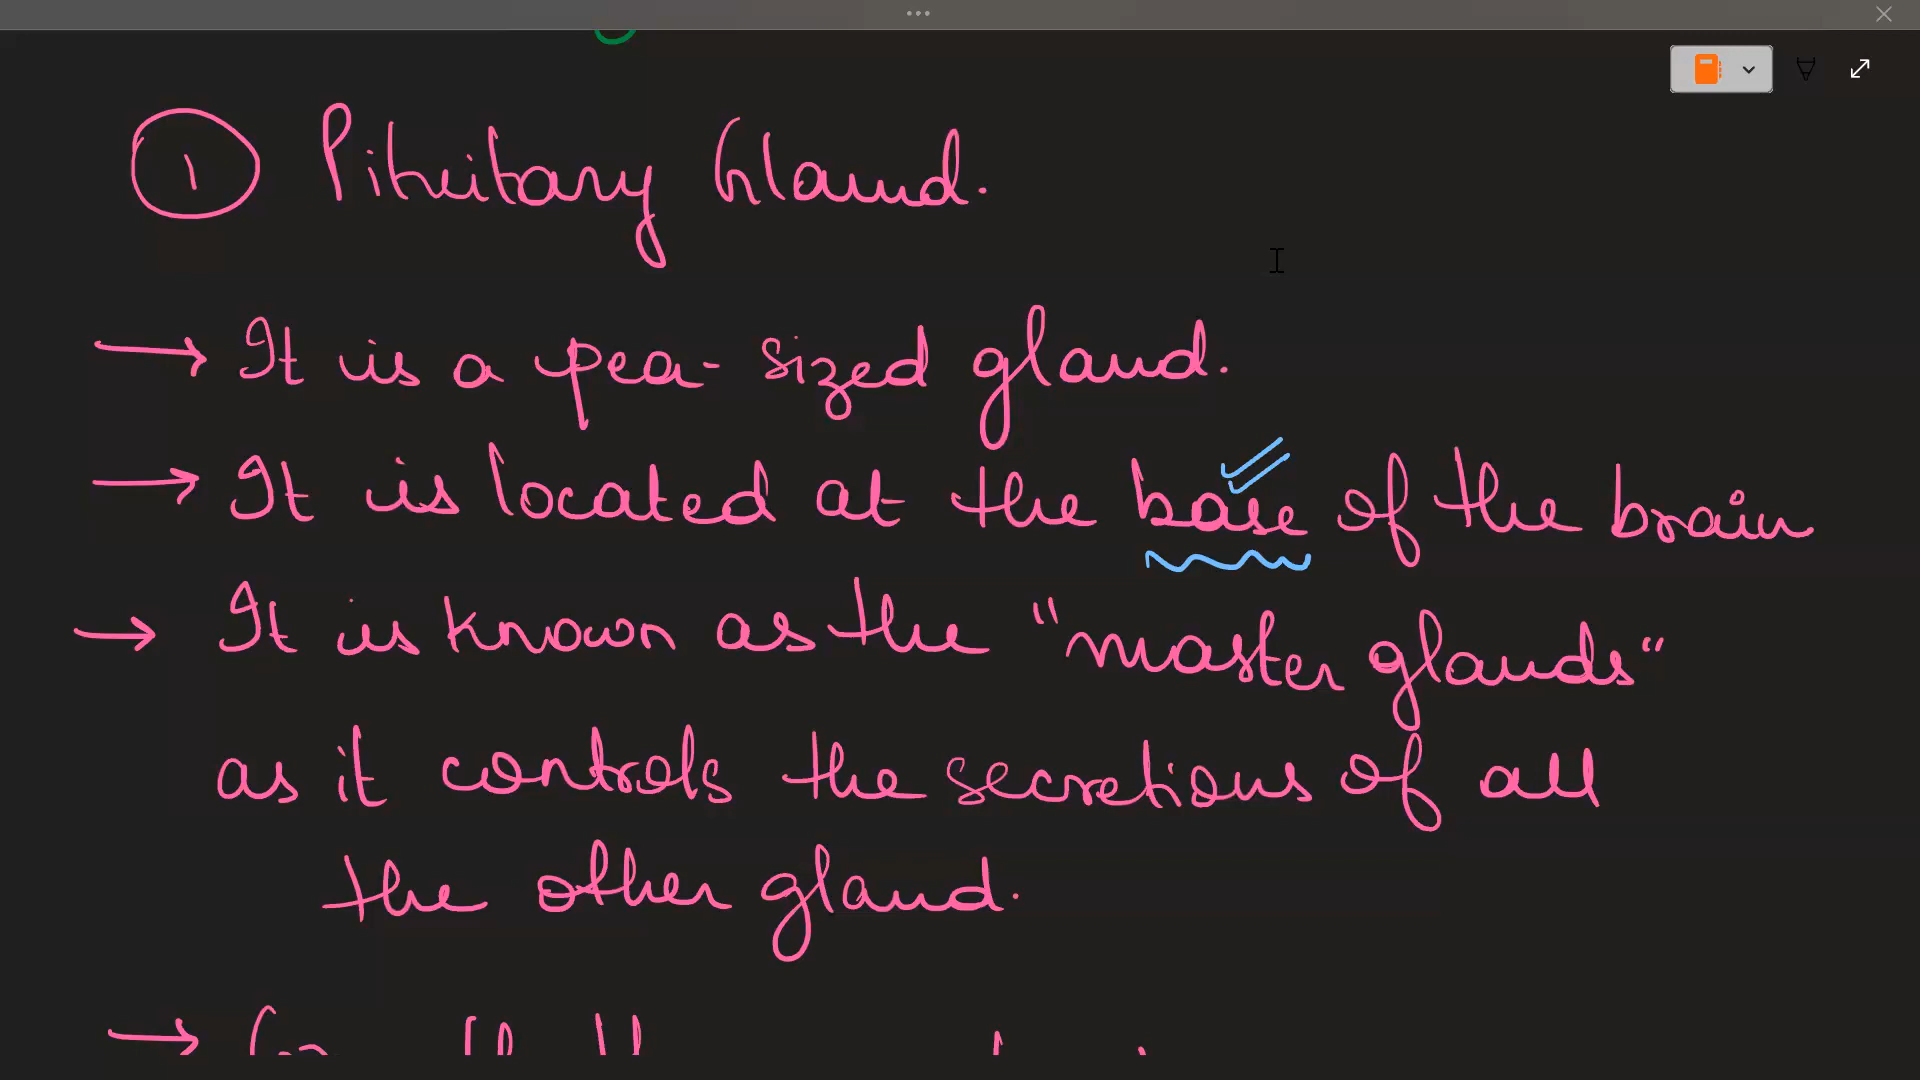 1 Pituitary Gland.
→ It is a pea-sized gland.
→ It is located at the base of the brain
→ It is known as the "master glands"
as it controls the secretions of all
the other gland.